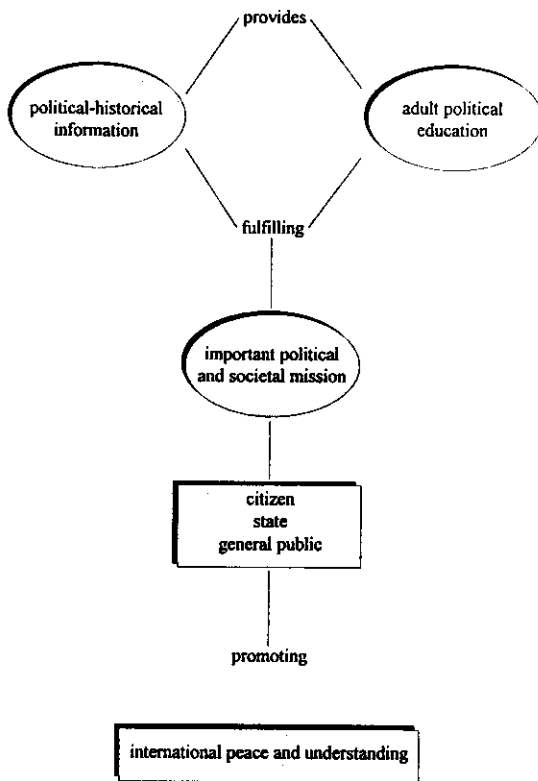 provides
political-historical
information
adult political
education
fulfilling
important political
and societal mission
citizen
state
general public
promoting
international peace and understanding